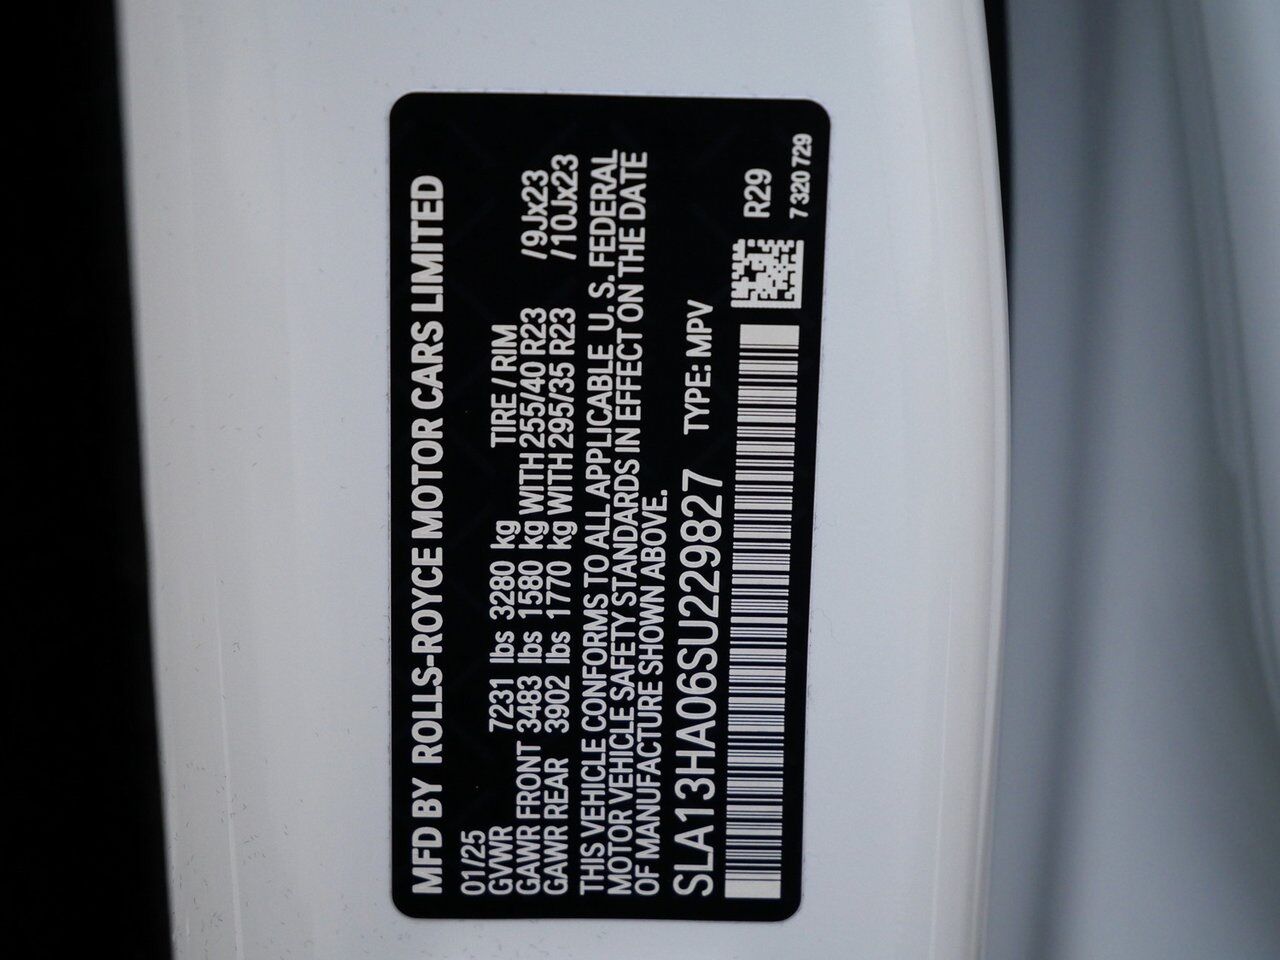 MFD BY ROLLS-ROYCE MOTOR CARS LIMITED
01/25
GVWR 7231 lbs 3280 kg TIRE / RIM
GAWR FRONT 3483 lbs 1580 kg WITH 255/40 R23 /9Jx23
GAWR REAR 3902 lbs 1770 kg WITH 295/35 R23 /10Jx23
THIS VEHICLE CONFORMS TO ALL APPLICABLE U. S. FEDERAL
MOTOR VEHICLE SAFETY STANDARDS IN EFFECT ON THE DATE
OF MANUFACTURE SHOWN ABOVE.
SLA13HA06SU229827 TYPE: MPV
R29
7 320 729